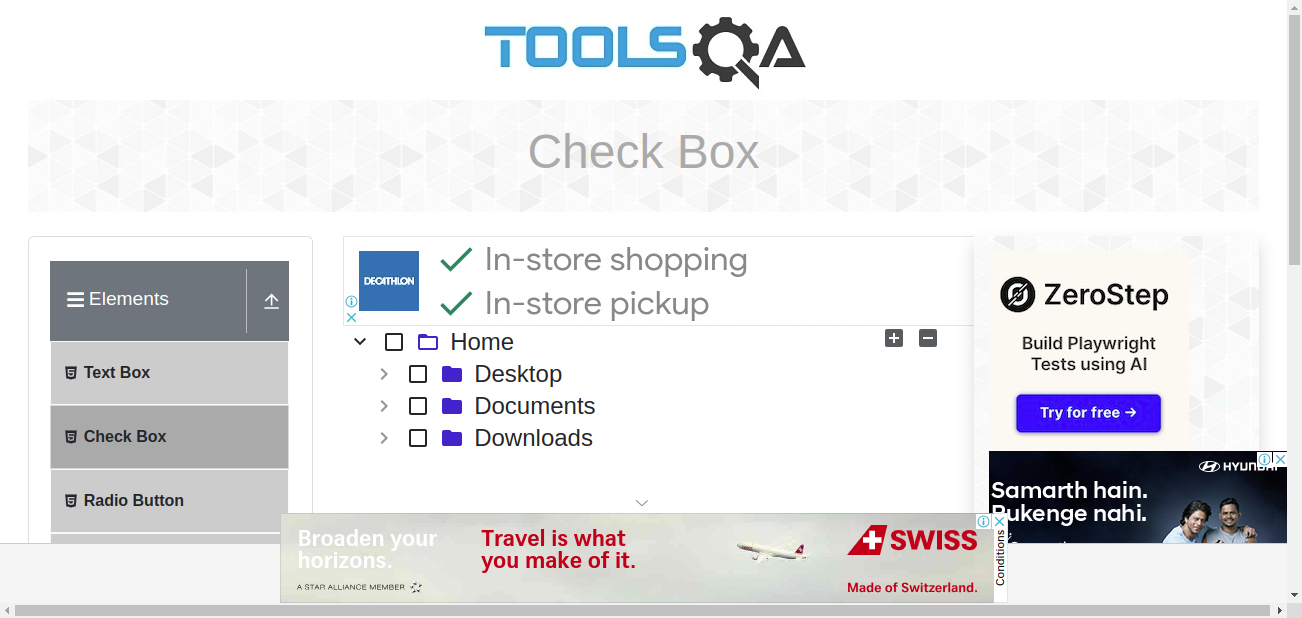 TOOLSQA
Check Box
Elements
Text Box
Check Box
Radio Button
DECATHLON
In-store shopping
In-store pickup
Home
Desktop
Documents
Downloads
ZeroStep
Build Playwright
Tests using AI
Try for free →
HYUNDAI
Samarth hain.
Rukenge nahi.
Broaden your
horizons.
A STAR ALLIANCE MEMBER
Travel is what
you make of it.
SWISS
Made of Switzerland.
Conditions